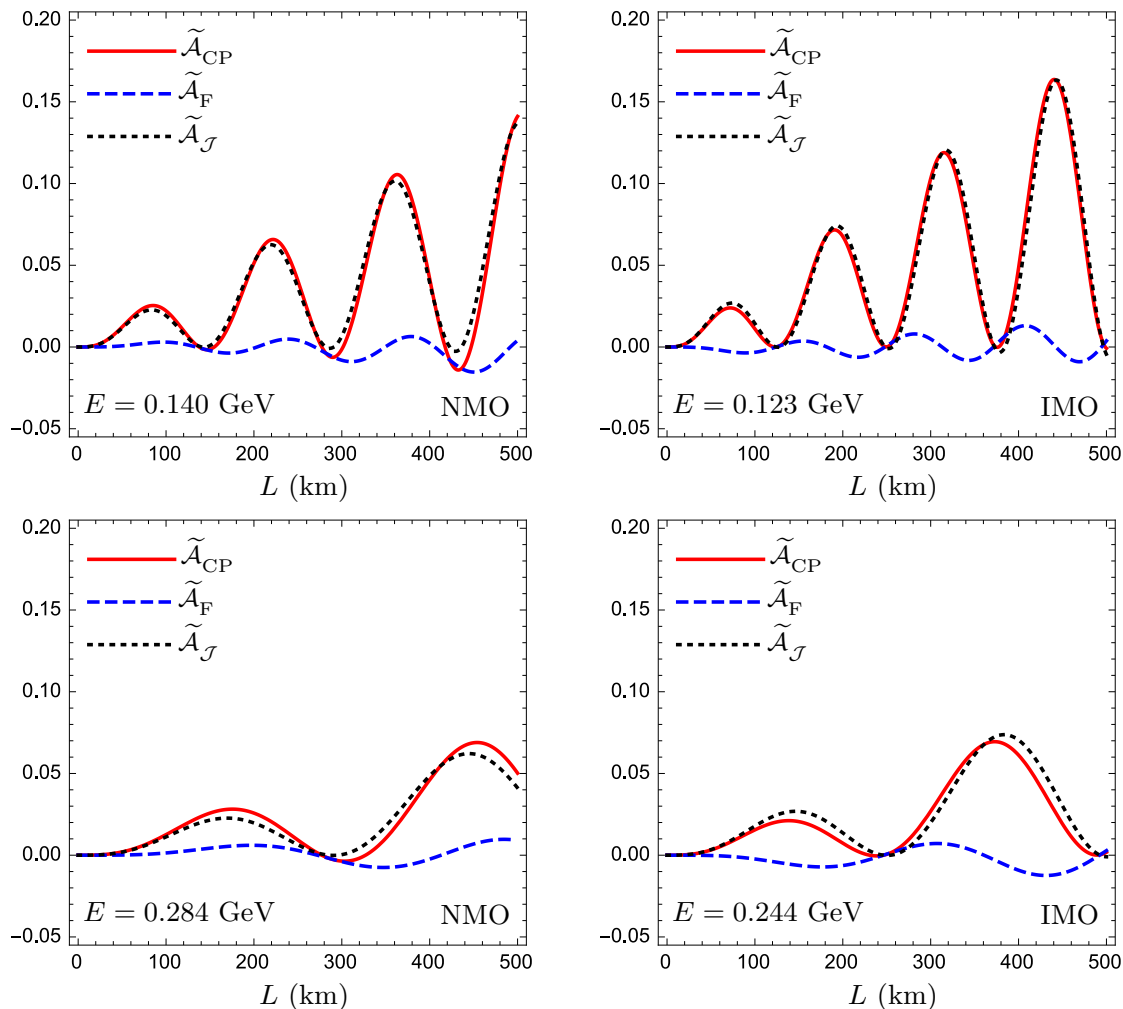 0.20
0.15
0.10
0.05
0.00
−0.05
𝒜̃_CP
𝒜̃_F
𝒜̃_𝒥
E = 0.140 GeV NMO
0 100 200 300 400 500
L (km)
0.20
0.15
0.10
0.05
0.00
−0.05
𝒜̃_CP
𝒜̃_F
𝒜̃_𝒥
E = 0.123 GeV IMO
0 100 200 300 400 500
L (km)
0.20
0.15
0.10
0.05
0.00
−0.05
𝒜̃_CP
𝒜̃_F
𝒜̃_𝒥
E = 0.284 GeV NMO
0 100 200 300 400 500
L (km)
0.20
0.15
0.10
0.05
0.00
−0.05
𝒜̃_CP
𝒜̃_F
𝒜̃_𝒥
E = 0.244 GeV IMO
0 100 200 300 400 500
L (km)